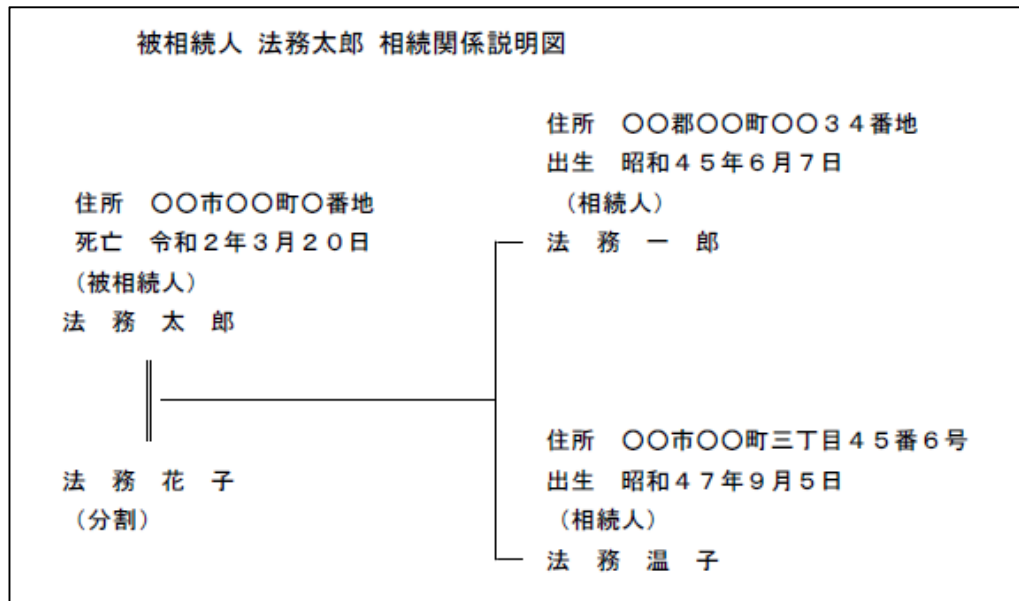 被相続人 法務太郎 相続関係説明図
住所　〇〇市〇〇町〇番地
死亡　令和２年３月２０日
（被相続人）
法　務　太　郎
法　務　花　子
（分割）
住所　〇〇郡〇〇町〇〇３４番地
出生　昭和４５年６月７日
（相続人）
法　務　一　郎
住所　〇〇市〇〇町三丁目４５番６号
出生　昭和４７年９月５日
（相続人）
法　務　温　子